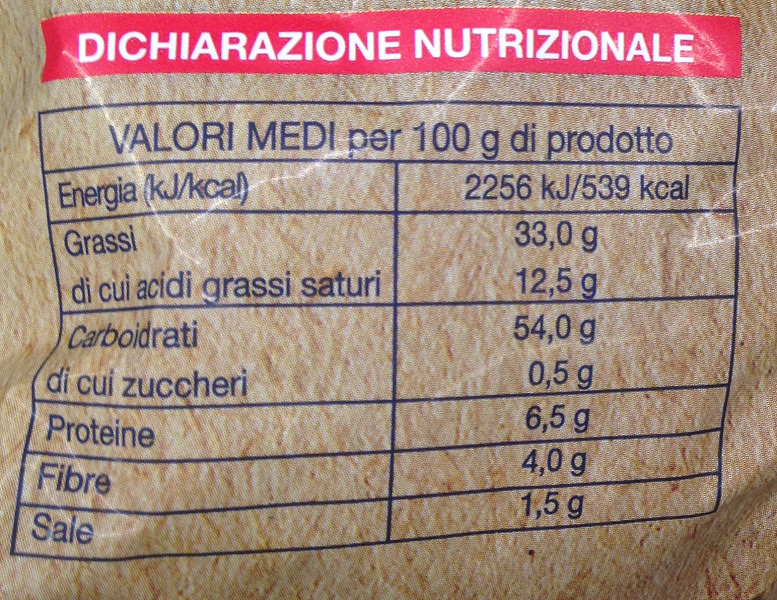 DICHIARAZIONE NUTRIZIONALE
VALORI MEDI per 100 g di prodotto
Energia (kJ/kcal) 2256 kJ/539 kcal
Grassi 33,0 g
di cui acidi grassi saturi 12,5 g
Carboidrati 54,0 g
di cui zuccheri 0,5 g
Proteine 6,5 g
Fibre 4,0 g
Sale 1,5 g